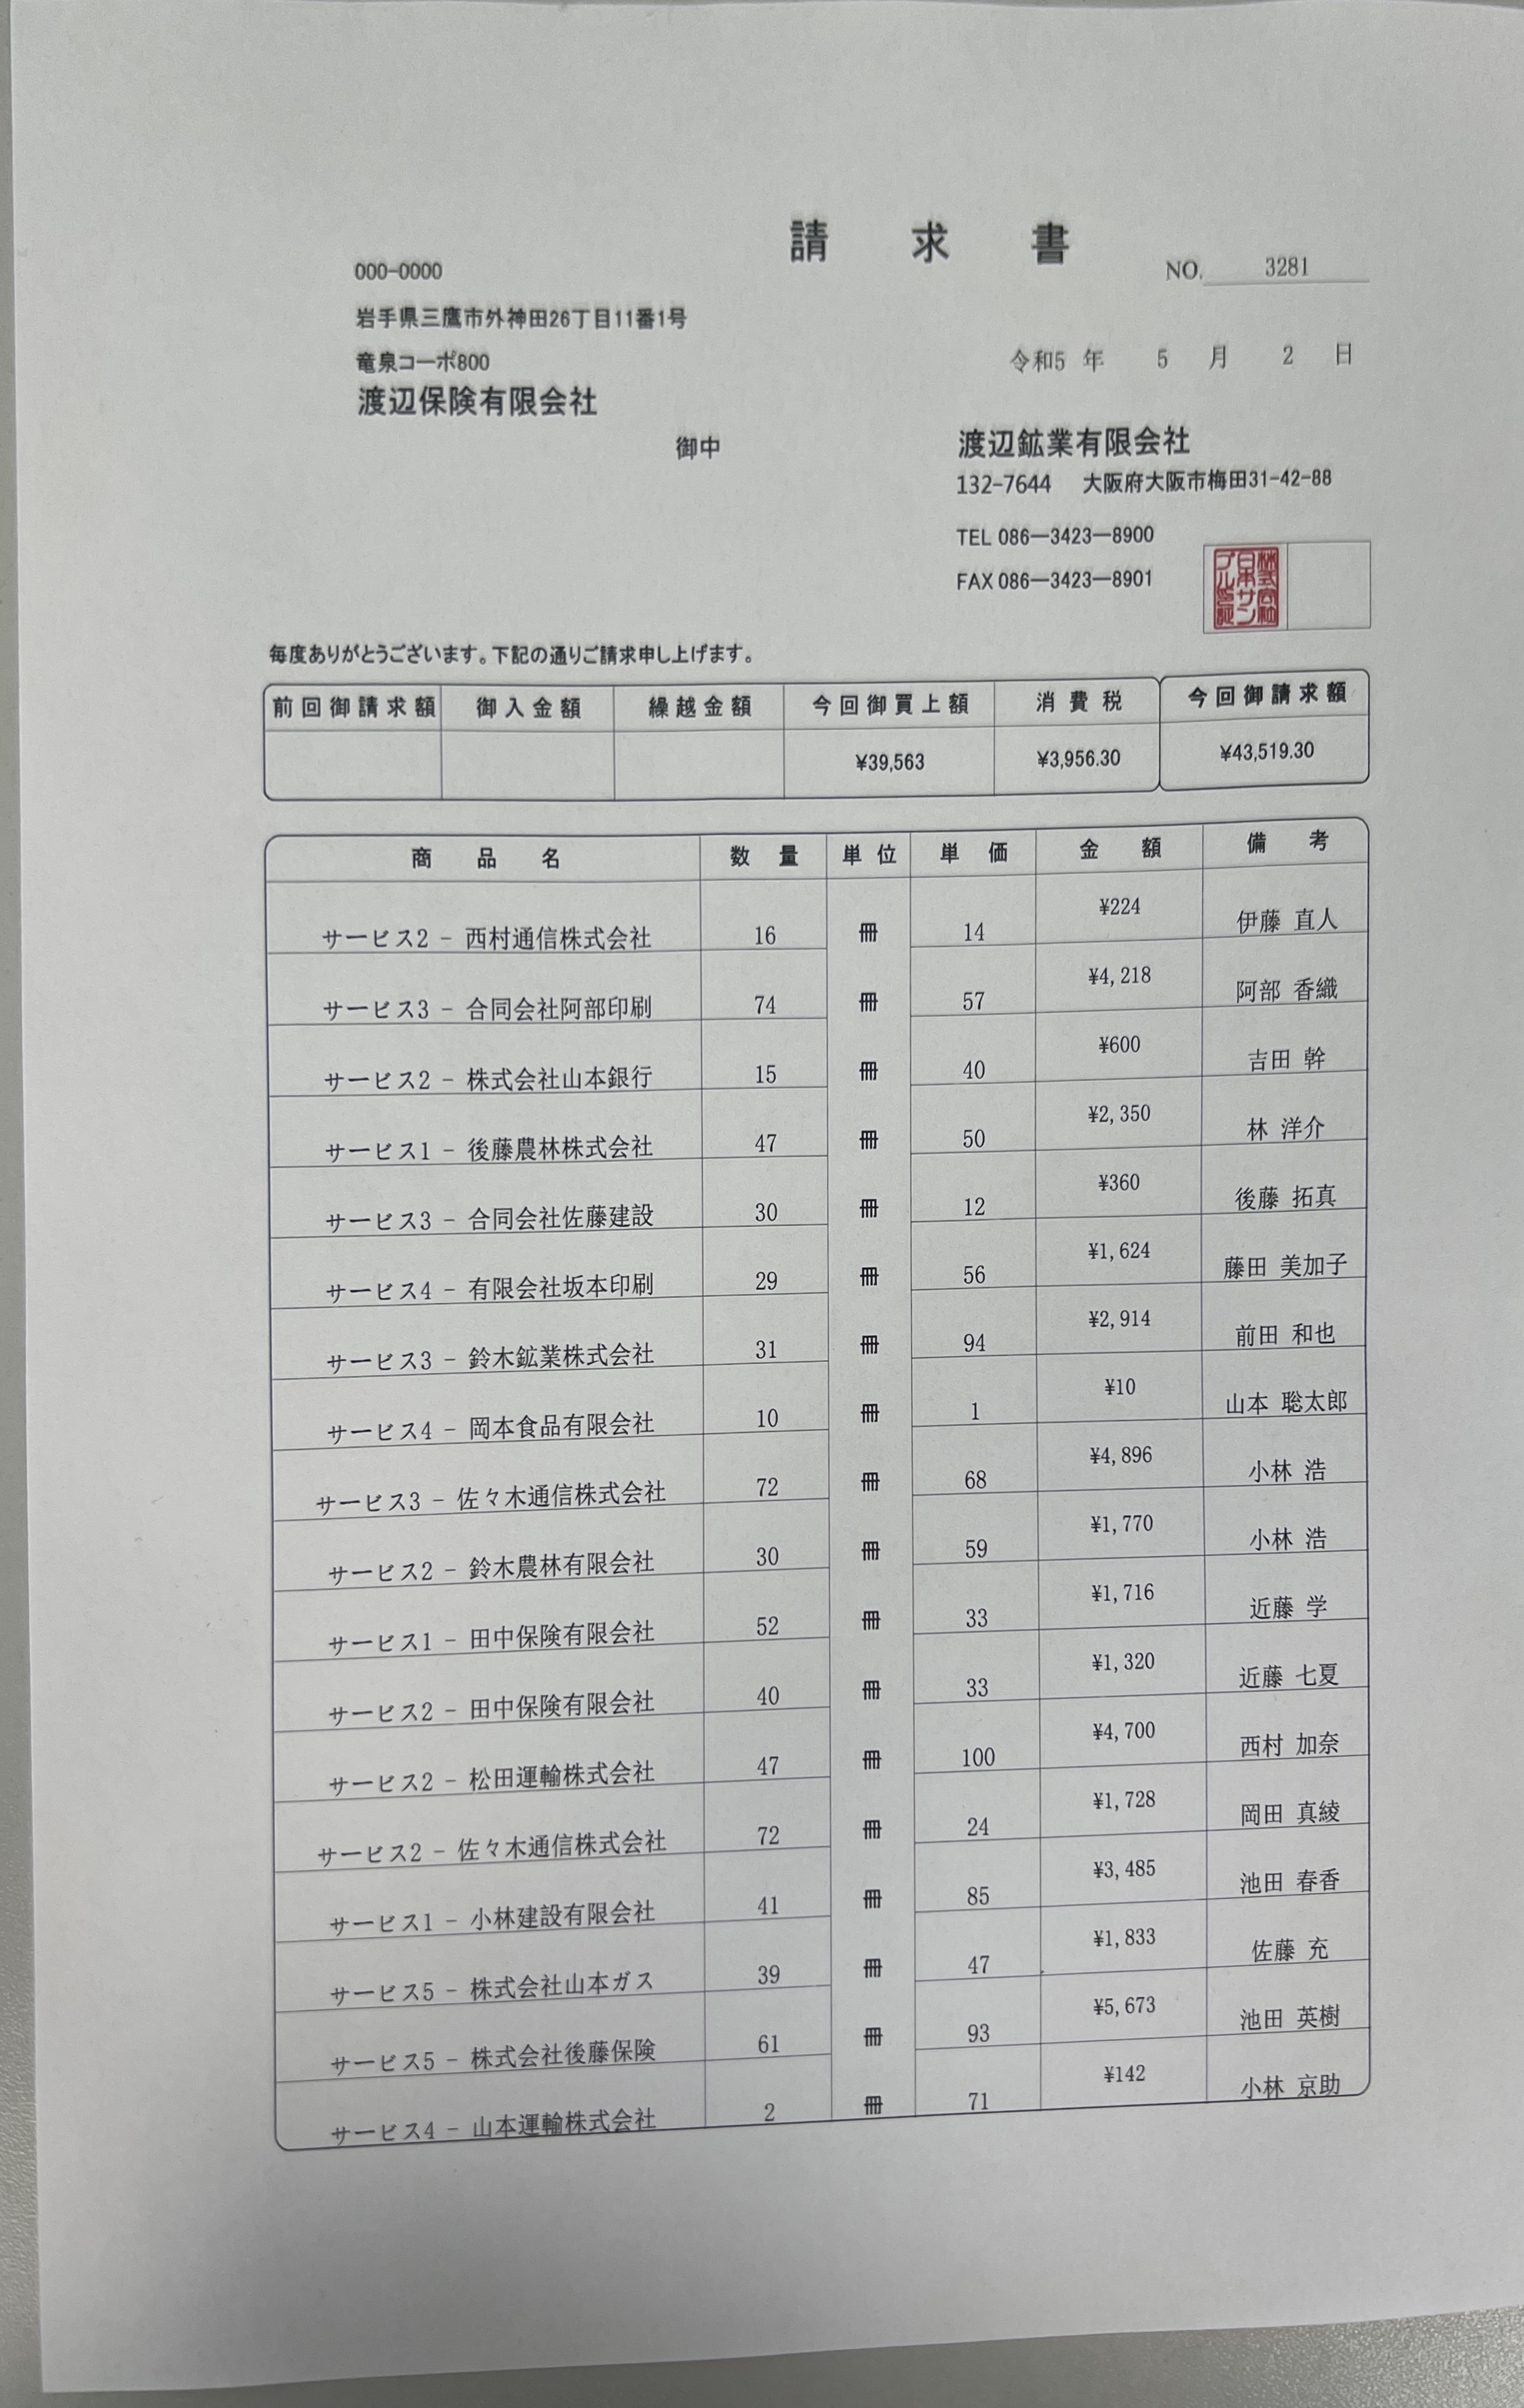 請求書
NO. 3281
000-0000
岩手県三鷹市外神田26丁目11番1号
竜泉コーポ800
渡辺保険有限会社
御中
令和5 年 5 月 2 日
渡辺鉱業有限会社
132-7644 大阪府大阪市梅田31-42-88
TEL 086―3423―8900
FAX 086―3423―8901
株式会社
日本サン
プル印証
毎度ありがとうございます。下記の通りご請求申し上げます。
前回御請求額 御入金額 繰越金額 今回御買上額 消費税 今回御請求額
¥39,563 ¥3,956.30 ¥43,519.30
商品名 数量 単位 単価 金額 備考
サービス2 - 西村通信株式会社 16 冊 14 ¥224 伊藤 直人
サービス3 - 合同会社阿部印刷 74 冊 57 ¥4,218 阿部 香織
サービス2 - 株式会社山本銀行 15 冊 40 ¥600 吉田 幹
サービス1 - 後藤農林株式会社 47 冊 50 ¥2,350 林 洋介
サービス3 - 合同会社佐藤建設 30 冊 12 ¥360 後藤 拓真
サービス4 - 有限会社坂本印刷 29 冊 56 ¥1,624 藤田 美加子
サービス3 - 鈴木鉱業株式会社 31 冊 94 ¥2,914 前田 和也
サービス4 - 岡本食品有限会社 10 冊 1 ¥10 山本 聡太郎
サービス3 - 佐々木通信株式会社 72 冊 68 ¥4,896 小林 浩
サービス2 - 鈴木農林有限会社 30 冊 59 ¥1,770 小林 浩
サービス1 - 田中保険有限会社 52 冊 33 ¥1,716 近藤 学
サービス2 - 田中保険有限会社 40 冊 33 ¥1,320 近藤 七夏
サービス2 - 松田運輸株式会社 47 冊 100 ¥4,700 西村 加奈
サービス2 - 佐々木通信株式会社 72 冊 24 ¥1,728 岡田 真綾
サービス1 - 小林建設有限会社 41 冊 85 ¥3,485 池田 春香
サービス5 - 株式会社山本ガス 39 冊 47 ¥1,833 佐藤 充
サービス5 - 株式会社後藤保険 61 冊 93 ¥5,673 池田 英樹
サービス4 - 山本運輸株式会社 2 冊 71 ¥142 小林 京助